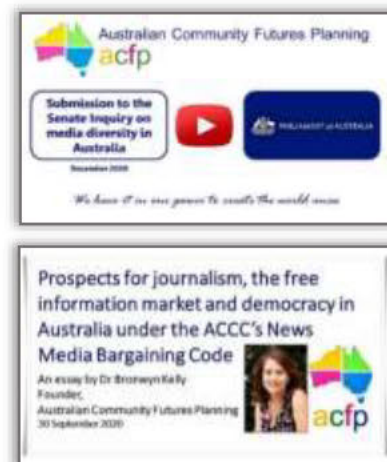 Australian Community Futures Planning
acfp
Submission to the
Senate Inquiry on
media diversity in
Australia
December 2020
PARLIAMENT of AUSTRALIA
We have it in our power to create the world anew
Prospects for journalism, the free
information market and democracy in
Australia under the ACCC's News
Media Bargaining Code
An essay by Dr Bronwyn Kelly
Founder,
Australian Community Futures Planning
30 September 2020
acfp